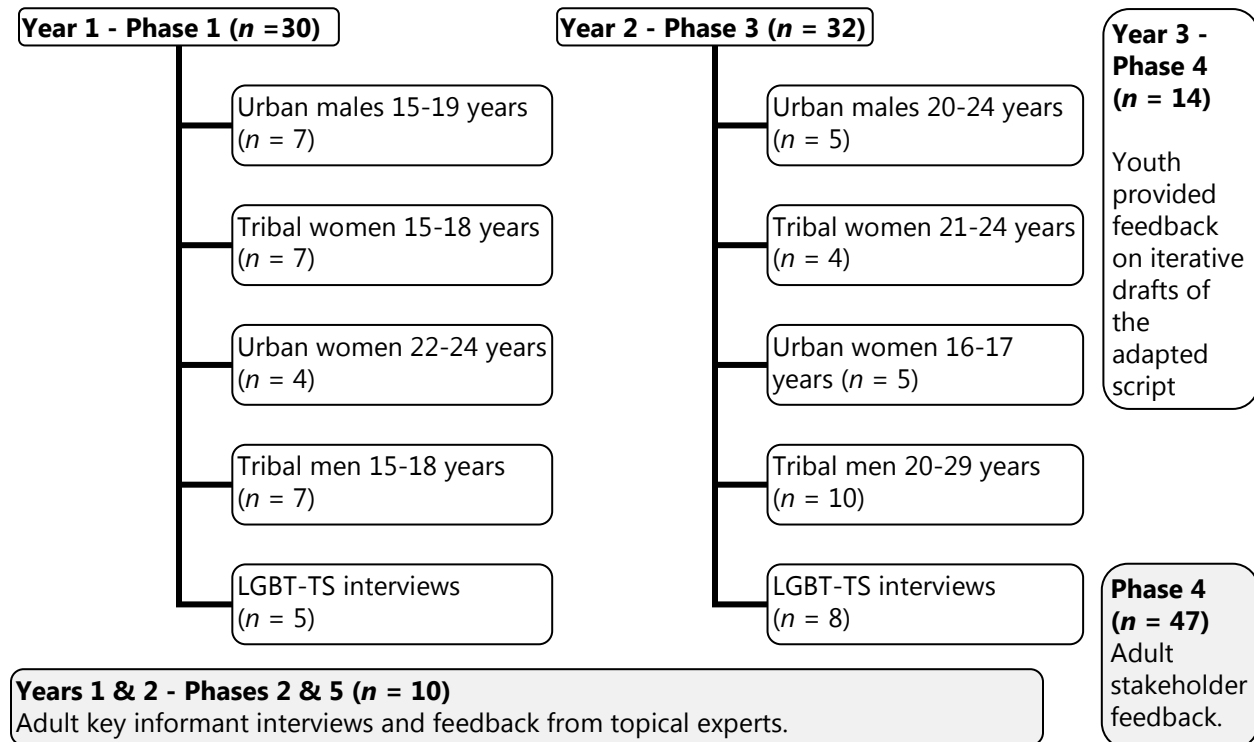 Year 1 - Phase 1 (n =30)
Urban males 15-19 years
(n = 7)
Tribal women 15-18 years
(n = 7)
Urban women 22-24 years
(n = 4)
Tribal men 15-18 years
(n = 7)
LGBT-TS interviews
(n = 5)
Year 2 - Phase 3 (n = 32)
Urban males 20-24 years
(n = 5)
Tribal women 21-24 years
(n = 4)
Urban women 16-17
years (n = 5)
Tribal men 20-29 years
(n = 10)
LGBT-TS interviews
(n = 8)
Year 3 -
Phase 4
(n = 14)
Youth
provided
feedback
on iterative
drafts of
the
adapted
script
Phase 4
(n = 47)
Adult
stakeholder
feedback.
Years 1 & 2 - Phases 2 & 5 (n = 10)
Adult key informant interviews and feedback from topical experts.